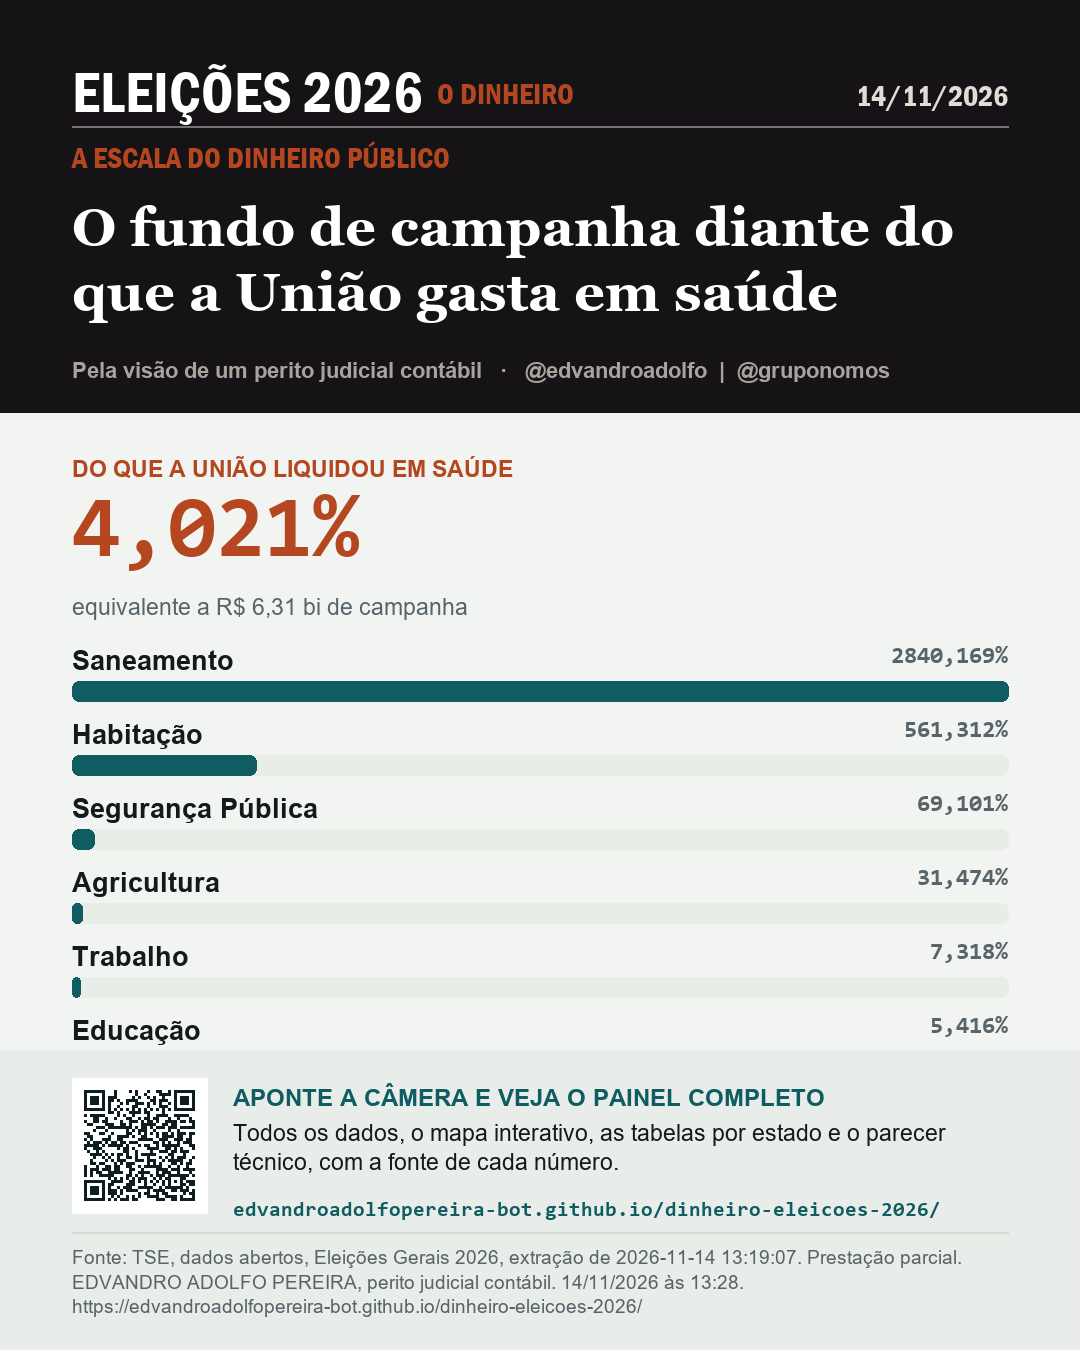 ELEIÇÕES 2026 O DINHEIRO 14/11/2026
A ESCALA DO DINHEIRO PÚBLICO
O fundo de campanha diante do
que a União gasta em saúde
Pela visão de um perito judicial contábil · @edvandroadolfo | @gruponomos
DO QUE A UNIÃO LIQUIDOU EM SAÚDE
4,021%
equivalente a R$ 6,31 bi de campanha
Saneamento 2840,169%
Habitação 561,312%
Segurança Pública 69,101%
Agricultura 31,474%
Trabalho 7,318%
Educação 5,416%
APONTE A CÂMERA E VEJA O PAINEL COMPLETO
Todos os dados, o mapa interativo, as tabelas por estado e o parecer
técnico, com a fonte de cada número.
edvandroadolfopereira-bot.github.io/dinheiro-eleicoes-2026/
Fonte: TSE, dados abertos, Eleições Gerais 2026, extração de 2026-11-14 13:19:07. Prestação parcial.
EDVANDRO ADOLFO PEREIRA, perito judicial contábil. 14/11/2026 às 13:28.
https://edvandroadolfopereira-bot.github.io/dinheiro-eleicoes-2026/